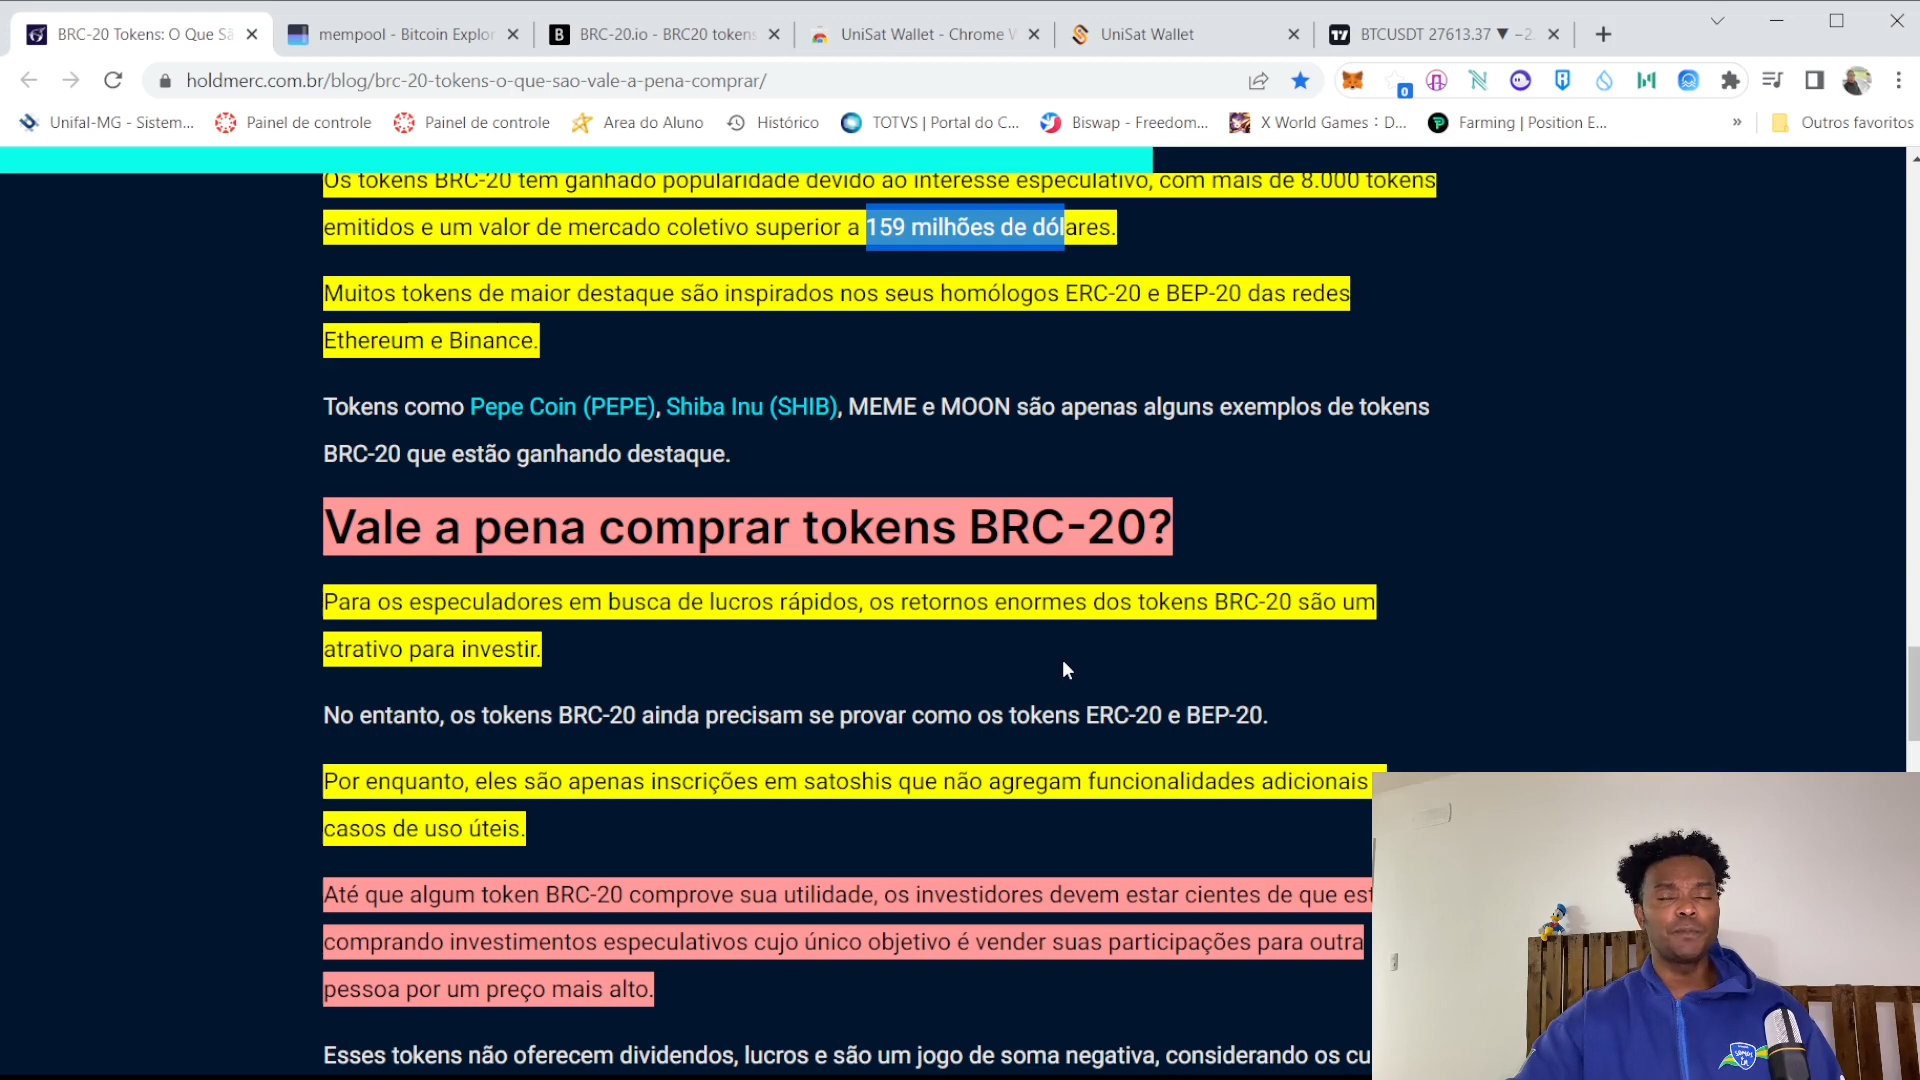 BRC-20 Tokens: O Que Sã
mempool - Bitcoin Explor
BRC-20.io - BRC20 tokens
UniSat Wallet - Chrome W
UniSat Wallet
BTCUSDT 27613.37 ▼ −2.
holdmerc.com.br/blog/brc-20-tokens-o-que-sao-vale-a-pena-comprar/
0
Unifal-MG - Sistem...
Painel de controle
Painel de controle
Area do Aluno
Histórico
TOTVS | Portal do C...
Biswap - Freedom...
X World Games : D...
Farming | Position E...
»
Outros favoritos
Os tokens BRC-20 têm ganhado popularidade devido ao interesse especulativo, com mais de 8.000 tokens
emitidos e um valor de mercado coletivo superior a 159 milhões de dólares.
Muitos tokens de maior destaque são inspirados nos seus homólogos ERC-20 e BEP-20 das redes
Ethereum e Binance.
Tokens como Pepe Coin (PEPE), Shiba Inu (SHIB), MEME e MOON são apenas alguns exemplos de tokens
BRC-20 que estão ganhando destaque.
Vale a pena comprar tokens BRC-20?
Para os especuladores em busca de lucros rápidos, os retornos enormes dos tokens BRC-20 são um
atrativo para investir.
No entanto, os tokens BRC-20 ainda precisam se provar como os tokens ERC-20 e BEP-20.
Por enquanto, eles são apenas inscrições em satoshis que não agregam funcionalidades adicionais
casos de uso úteis.
Até que algum token BRC-20 comprove sua utilidade, os investidores devem estar cientes de que est
comprando investimentos especulativos cujo único objetivo é vender suas participações para outra
pessoa por um preço mais alto.
Esses tokens não oferecem dividendos, lucros e são um jogo de soma negativa, considerando os cu